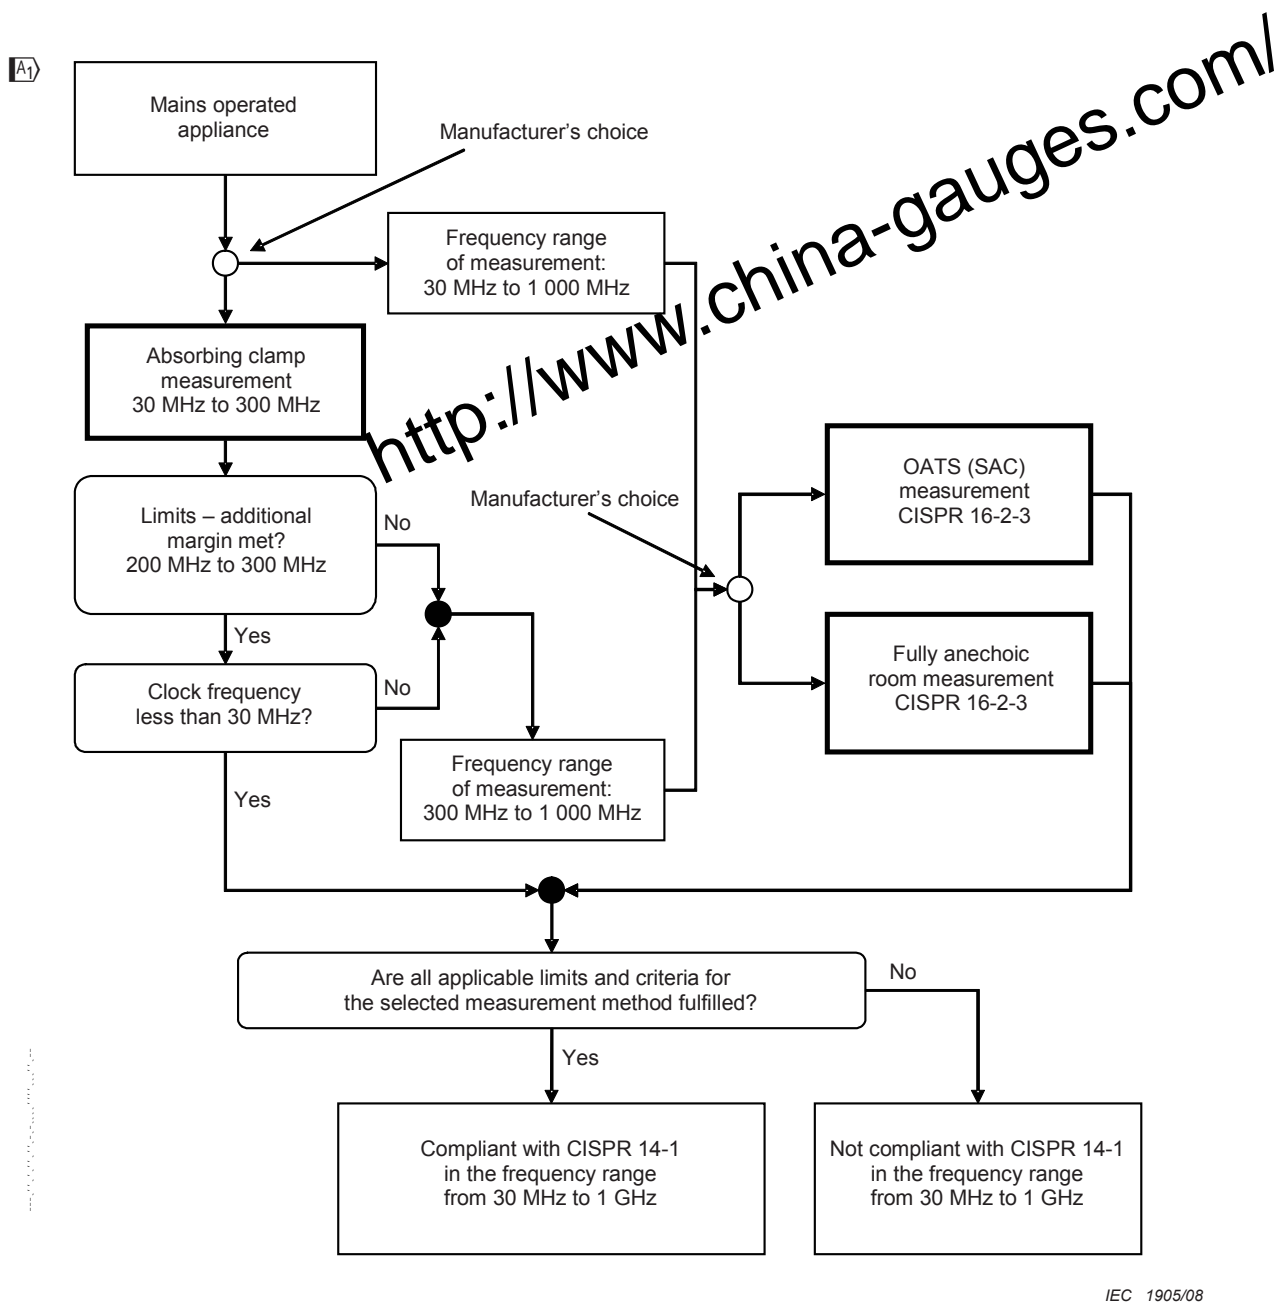 A1
Mains operated
appliance
Manufacturer's choice
Frequency range
of measurement:
30 MHz to 1 000 MHz
http://www.china-gauges.com/
Absorbing clamp
measurement
30 MHz to 300 MHz
Limits – additional
margin met?
200 MHz to 300 MHz
No
Manufacturer's choice
OATS (SAC)
measurement
CISPR 16-2-3
Yes
Clock frequency
less than 30 MHz?
No
Fully anechoic
room measurement
CISPR 16-2-3
Yes
Frequency range
of measurement:
300 MHz to 1 000 MHz
Are all applicable limits and criteria for
the selected measurement method fulfilled?
No
Yes
Compliant with CISPR 14-1
in the frequency range
from 30 MHz to 1 GHz
Not compliant with CISPR 14-1
in the frequency range
from 30 MHz to 1 GHz
IEC 1905/08